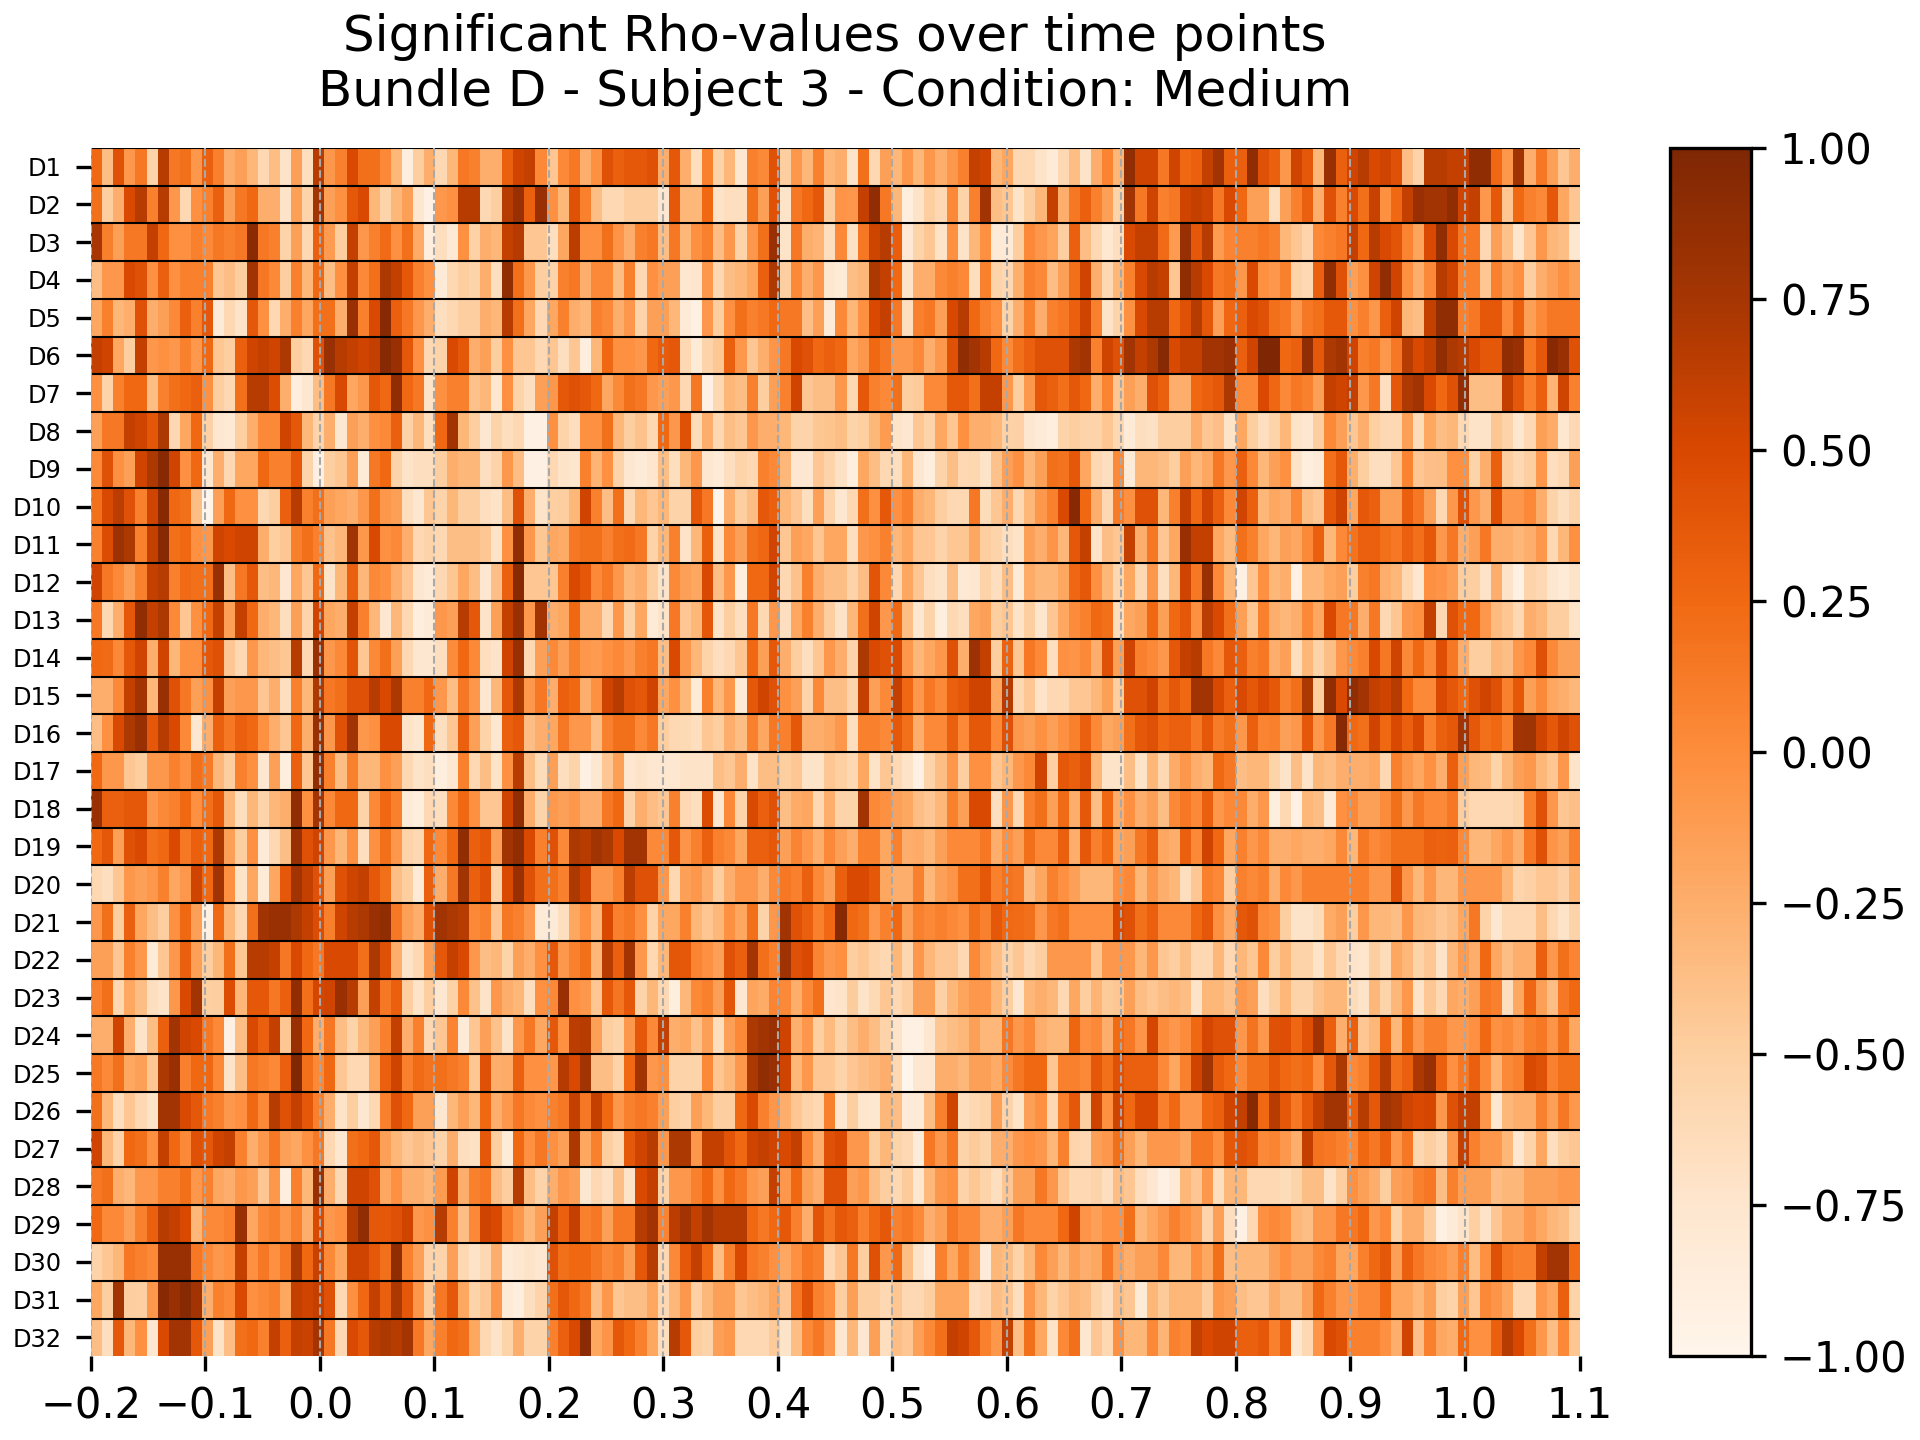 Significant Rho-values over time points
Bundle D - Subject 3 - Condition: Medium
D1
D2
D3
D4
D5
D6
D7
D8
D9
D10
D11
D12
D13
D14
D15
D16
D17
D18
D19
D20
D21
D22
D23
D24
D25
D26
D27
D28
D29
D30
D31
D32
−0.2 −0.1 0.0 0.1 0.2 0.3 0.4 0.5 0.6 0.7 0.8 0.9 1.0 1.1
1.00
0.75
0.50
0.25
0.00
−0.25
−0.50
−0.75
−1.00